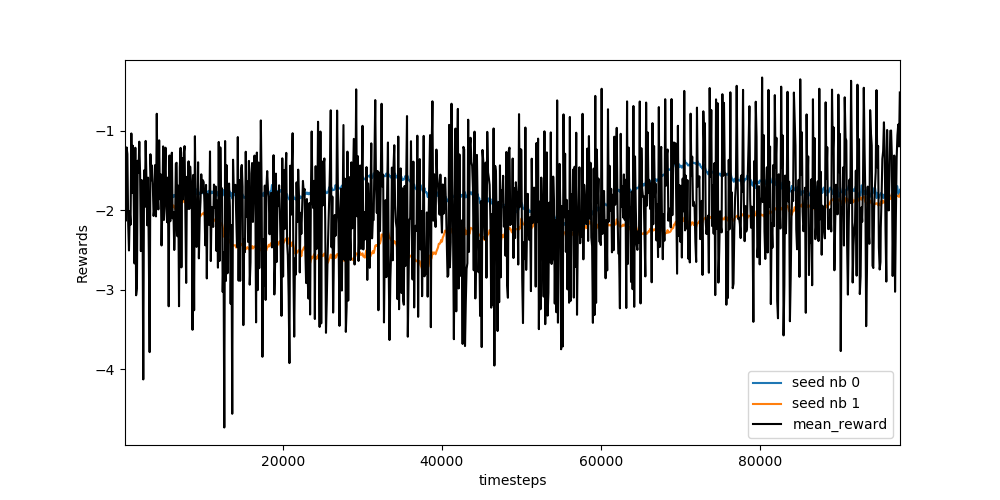 −1
−2
−3
−4
Rewards
20000
40000
60000
80000
timesteps
seed nb 0
seed nb 1
mean_reward